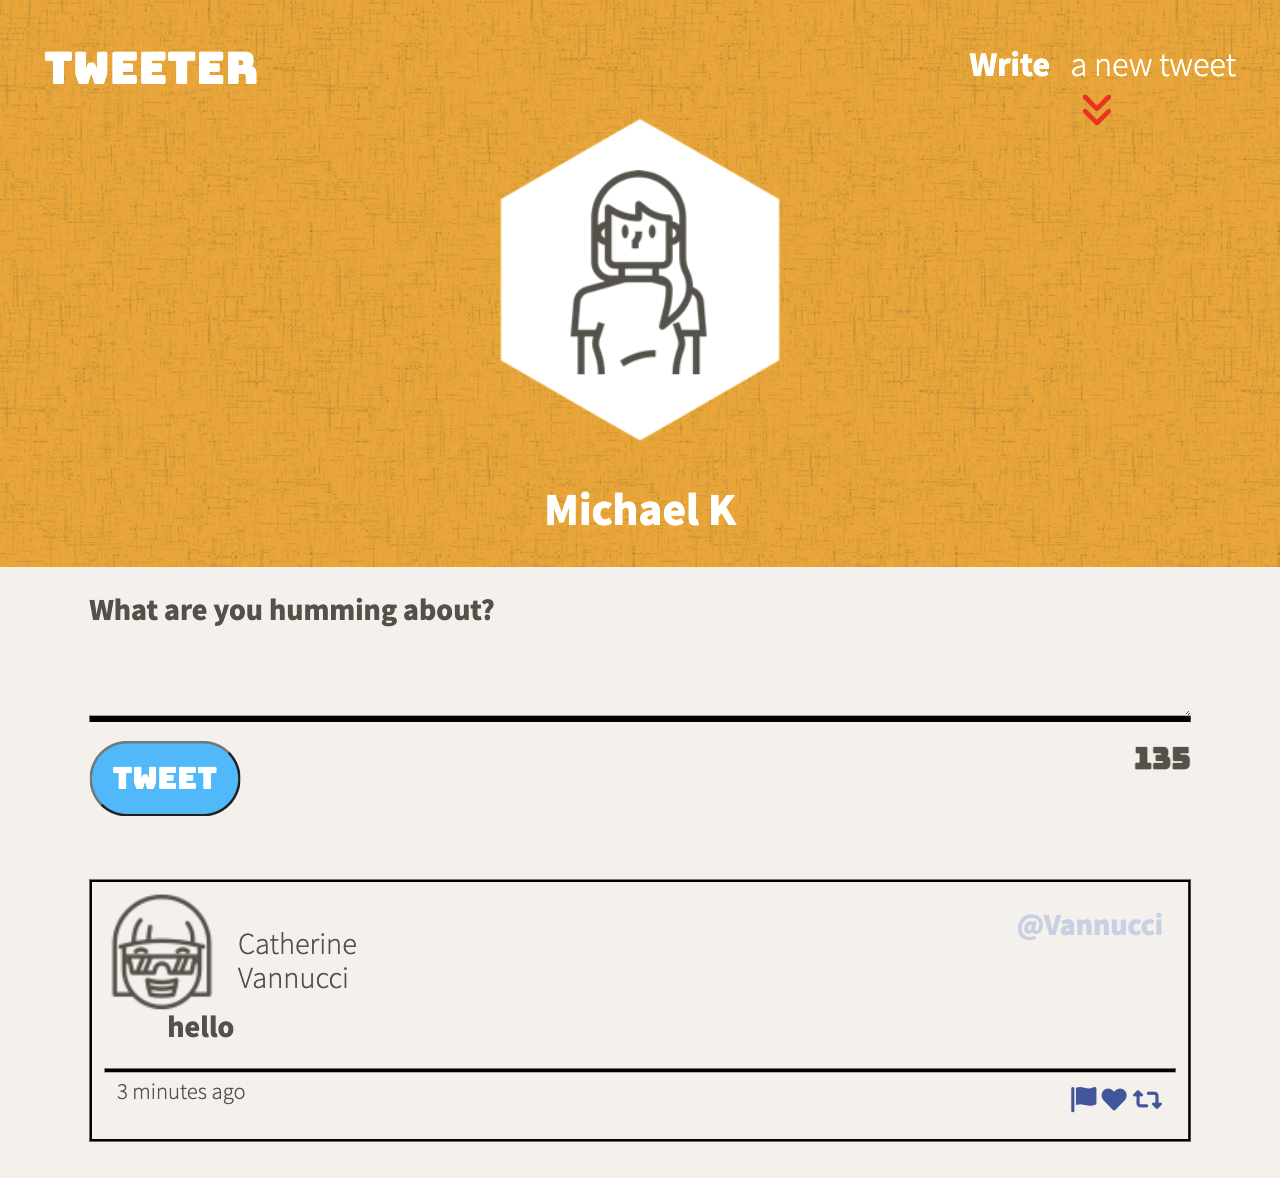 TWEETER
Write a new tweet
Michael K
What are you humming about?
TWEET
135
@Vannucci
Catherine
Vannucci
hello
3 minutes ago